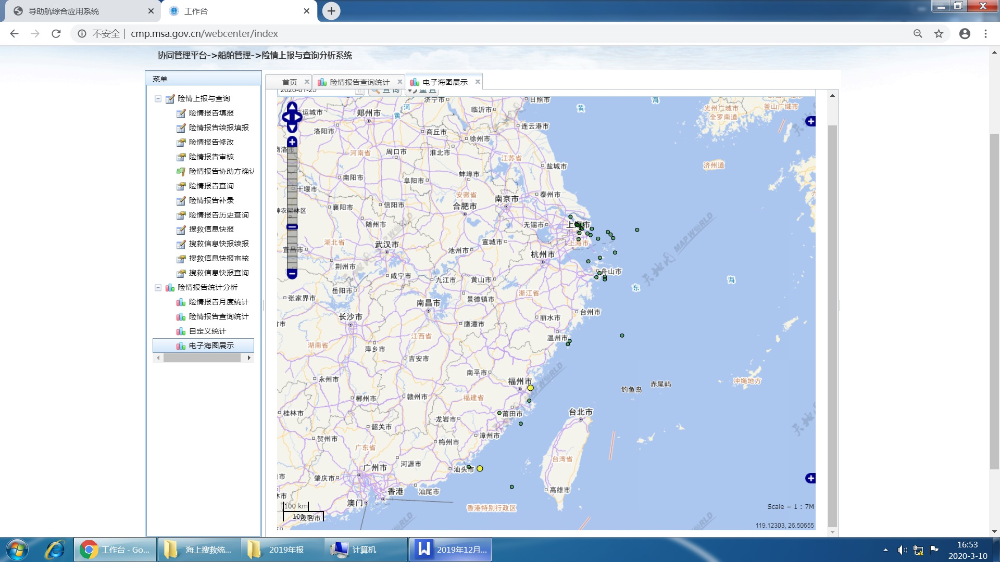 导助航综合应用系统
工作台
不安全
cmp.msa.gov.cn/webcenter/index
协同管理平台->船舶管理->险情上报与查询分析系统
菜单
险情上报与查询
险情报告填报
险情报告续报填报
险情报告修改
险情报告审核
险情报告协助方确认
险情报告查询
险情报告补录
险情报告历史查询
搜救信息快报
搜救信息快报续报
搜救信息快报审核
搜救信息快报查询
险情报告统计分析
险情报告月度统计
险情报告查询统计
自定义统计
电子海图展示
首页
险情报告查询统计
电子海图展示
2020-01-25
查询
重置
济宁市
日照市
海
光州广域市
釜山广域市
运城市
郑州市
河
黄
临沂市
黄
全罗南道
洛阳市
商丘市
连云港市
徐州市
商洛市
河南省
周口市
淮北市
江苏省
济州道
盐城市
南阳市
阜阳市
蚌埠市
十堰市
安徽省
南京市
泰州市
神农架林区
襄阳市
信阳市
合肥市
随州市
无锡市
上海市
湖北省
武汉市
宣城市
上海市
宜昌市
池州市
杭州市
荆州市
咸宁市
九江市
黄山市
舟山市
东
海
岳阳市
张家界市
南昌市
景德镇市
浙江省
长沙市
台州市
丽水市
鹰潭市
江西省
温州市
湖南省
萍乡市
吉安市
南平市
永州市
福州市
冲绳地方
赤尾屿
钓鱼岛
郴州市
赣州市
福建省
桂林市
龙岩市
莆田市
台北市
韶关市
贺州市
漳州市
梅州市
广东省
台湾省
河源市
广州市
汕头市
肇庆市
香港
汕尾市
高雄市
澳门
香港特别行政区
茂名市
100 km
天地图 MAP WORLD
Scale = 1 : 7M
119.12303, 26.50655
工作台 - Go...
海上搜救统...
2019年报
计算机
2019年12月...
16:53
2020-3-10